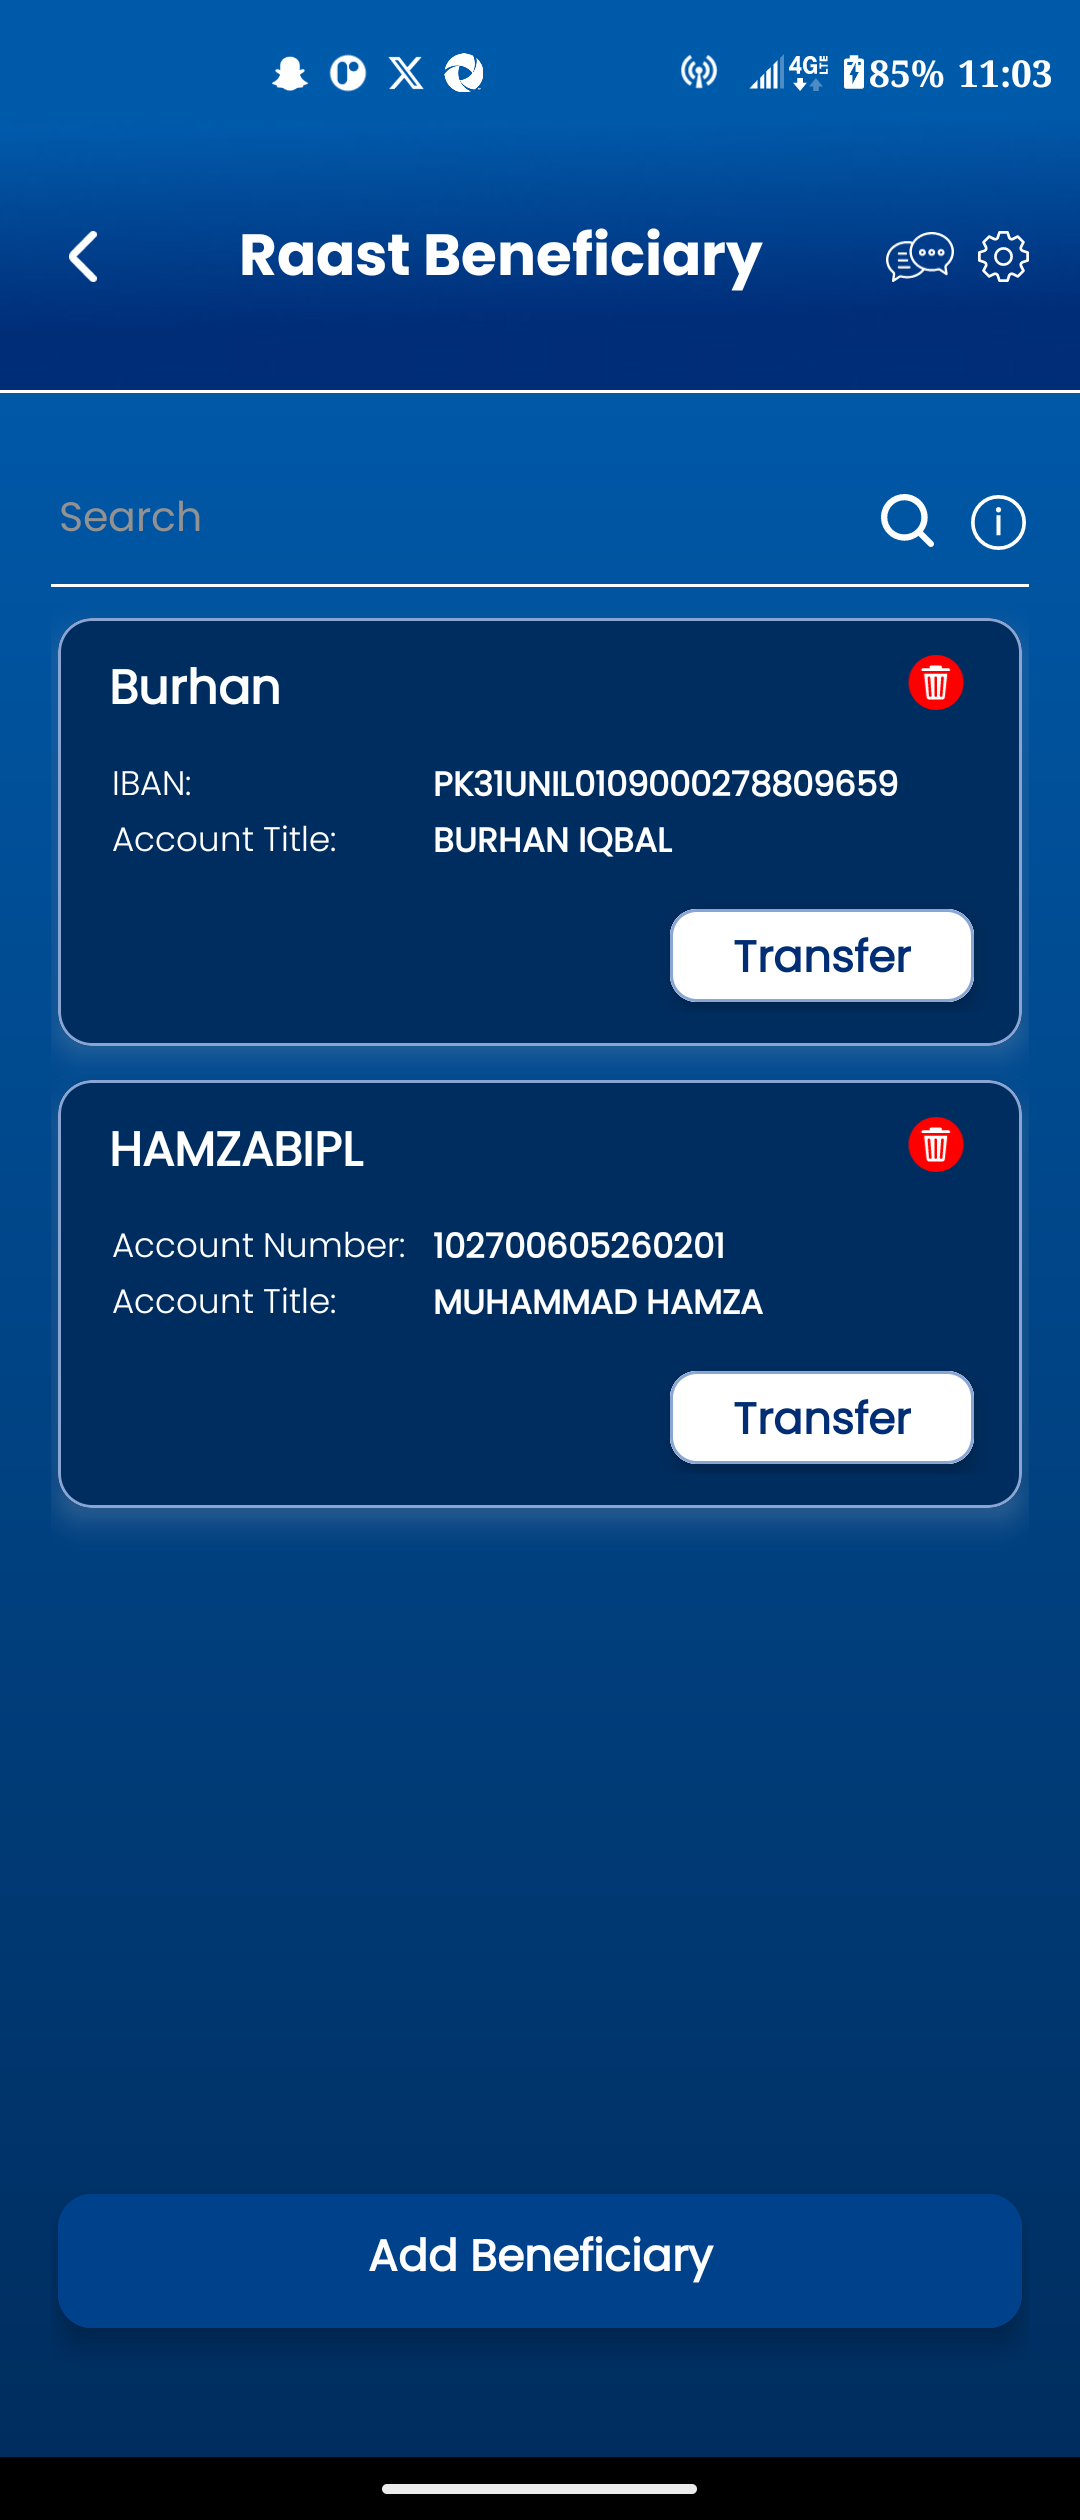 4G LTE 85% 11:03
Raast Beneficiary
Search
Burhan
IBAN: PK31UNIL0109000278809659
Account Title: BURHAN IQBAL
Transfer
HAMZABIPL
Account Number: 102700605260201
Account Title: MUHAMMAD HAMZA
Transfer
Add Beneficiary